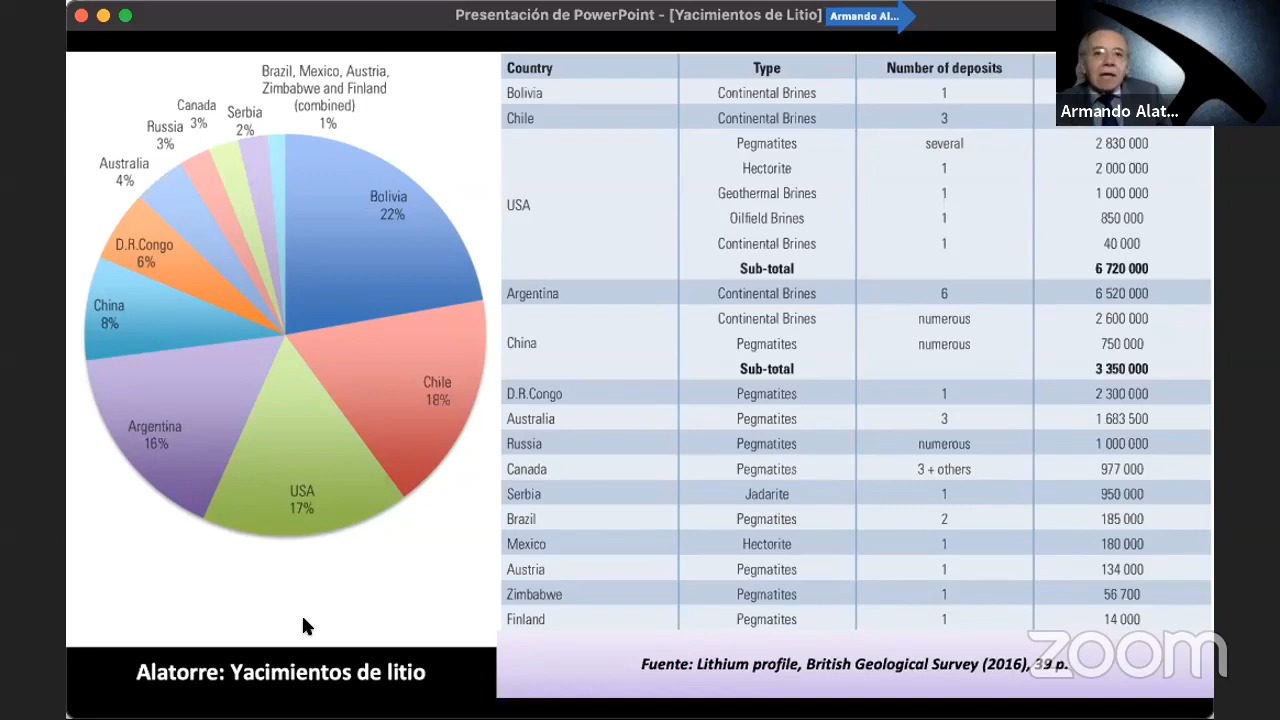 Presentación de PowerPoint - [Yacimientos de Litio]
Armando Al...
Armando Alat...
Brazil, Mexico, Austria,
Zimbabwe and Finland
(combined)
1%
Canada
3%
Serbia
2%
Russia
3%
Australia
4%
Bolivia
22%
D.R.Congo
6%
China
8%
Chile
18%
Argentina
16%
USA
17%
Country Type Number of deposits
Bolivia Continental Brines 1
Chile Continental Brines 3
USA
Pegmatites several 2 830 000
Hectorite 1 2 000 000
Geothermal Brines 1 1 000 000
Oilfield Brines 1 850 000
Continental Brines 1 40 000
Sub-total 6 720 000
Argentina Continental Brines 6 6 520 000
China
Continental Brines numerous 2 600 000
Pegmatites numerous 750 000
Sub-total 3 350 000
D.R.Congo Pegmatites 1 2 300 000
Australia Pegmatites 3 1 683 500
Russia Pegmatites numerous 1 000 000
Canada Pegmatites 3 + others 977 000
Serbia Jadarite 1 950 000
Brazil Pegmatites 2 185 000
Mexico Hectorite 1 180 000
Austria Pegmatites 1 134 000
Zimbabwe Pegmatites 1 56 700
Finland Pegmatites 1 14 000
Alatorre: Yacimientos de litio
Fuente: Lithium profile, British Geological Survey (2016), 39 p.
zoom